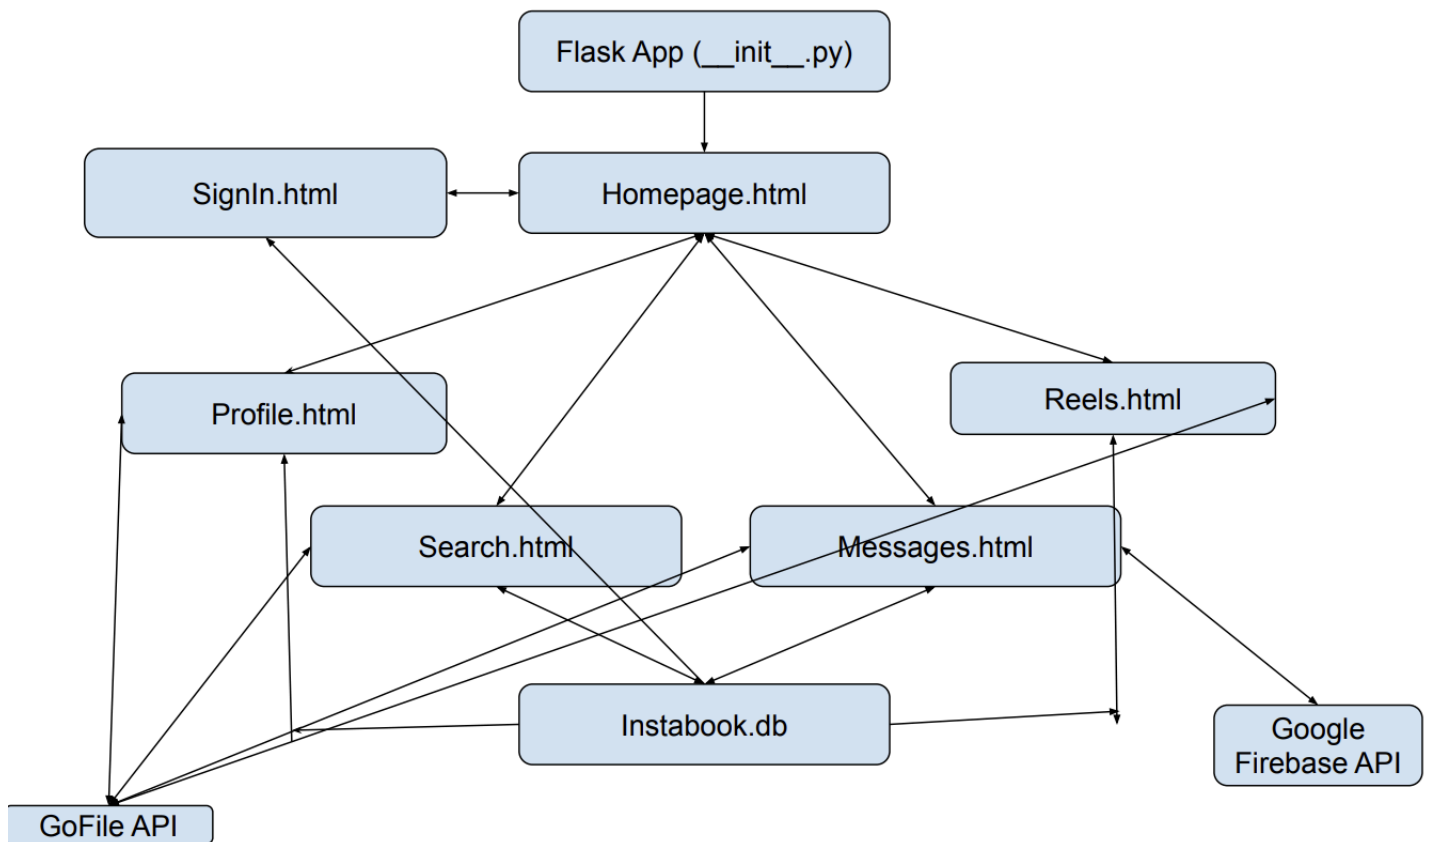 Flask App (__init__.py)
SignIn.html
Homepage.html
Profile.html
Reels.html
Search.html
Messages.html
Instabook.db
Google
Firebase API
GoFile API